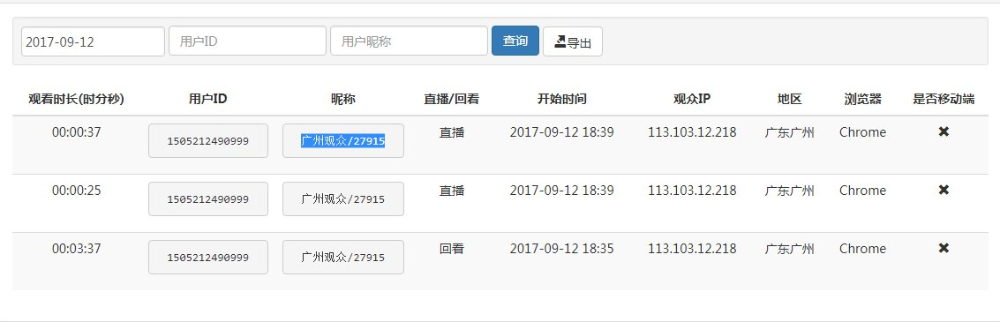 2017-09-12 用户ID 用户昵称 查询 导出
观看时长(时分秒) 用户ID 昵称 直播/回看 开始时间 观众IP 地区 浏览器 是否移动端
00:00:37 1505212490999 广州观众/27915 直播 2017-09-12 18:39 113.103.12.218 广东广州 Chrome ✖
00:00:25 1505212490999 广州观众/27915 直播 2017-09-12 18:39 113.103.12.218 广东广州 Chrome ✖
00:03:37 1505212490999 广州观众/27915 回看 2017-09-12 18:35 113.103.12.218 广东广州 Chrome ✖